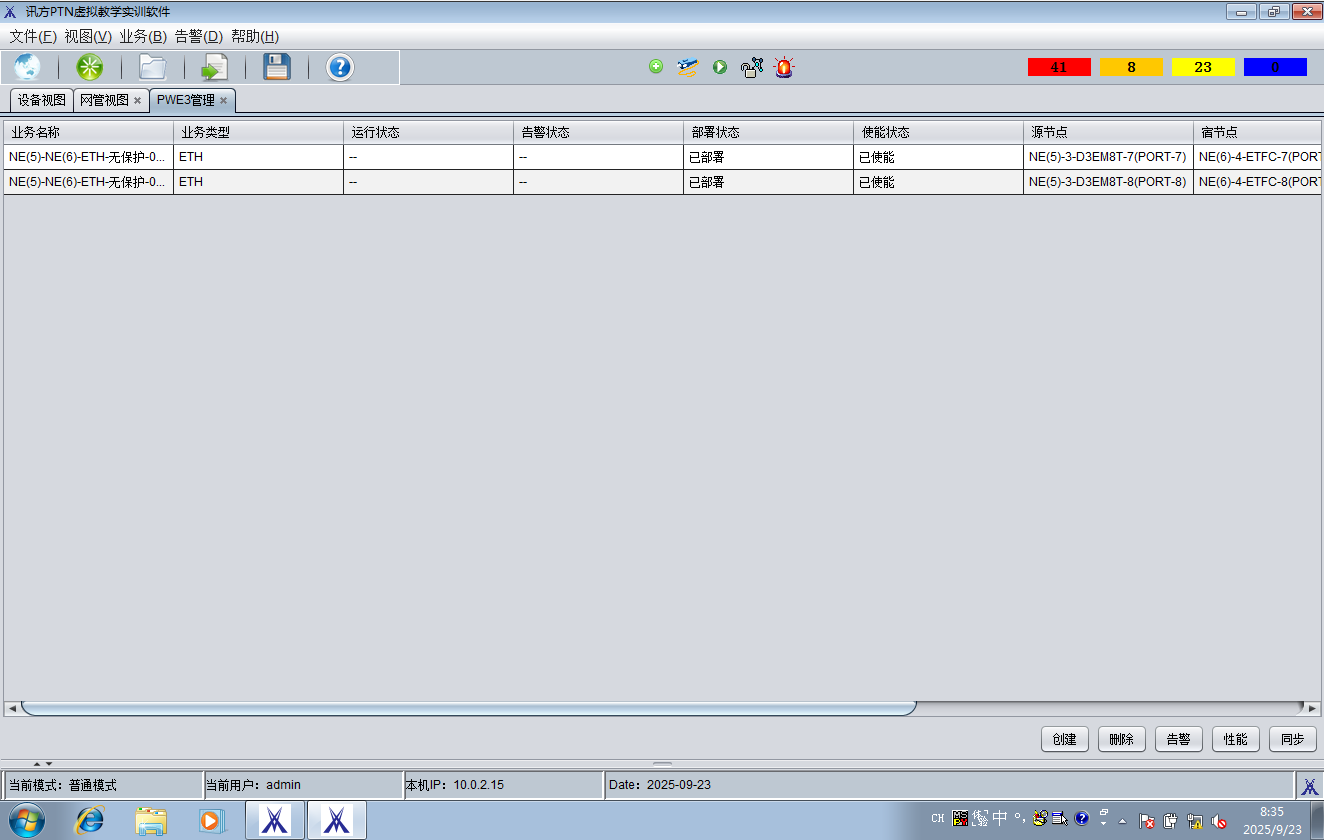 讯方PTN虚拟教学实训软件
文件(F) 视图(V) 业务(B) 告警(D) 帮助(H)
41 8 23 0
设备视图 网管视图 PWE3管理
业务名称 业务类型 运行状态 告警状态 部署状态 使能状态 源节点 宿节点
NE(5)-NE(6)-ETH-无保护-0... ETH -- -- 已部署 已使能 NE(5)-3-D3EM8T-7(PORT-7) NE(6)-4-ETFC-7(PORT
NE(5)-NE(6)-ETH-无保护-0... ETH -- -- 已部署 已使能 NE(5)-3-D3EM8T-8(PORT-8) NE(6)-4-ETFC-8(PORT
创建 删除 告警 性能 同步
当前模式：普通模式 当前用户：admin 本机IP：10.0.2.15 Date：2025-09-23
CH 中 8:35
2025/9/23